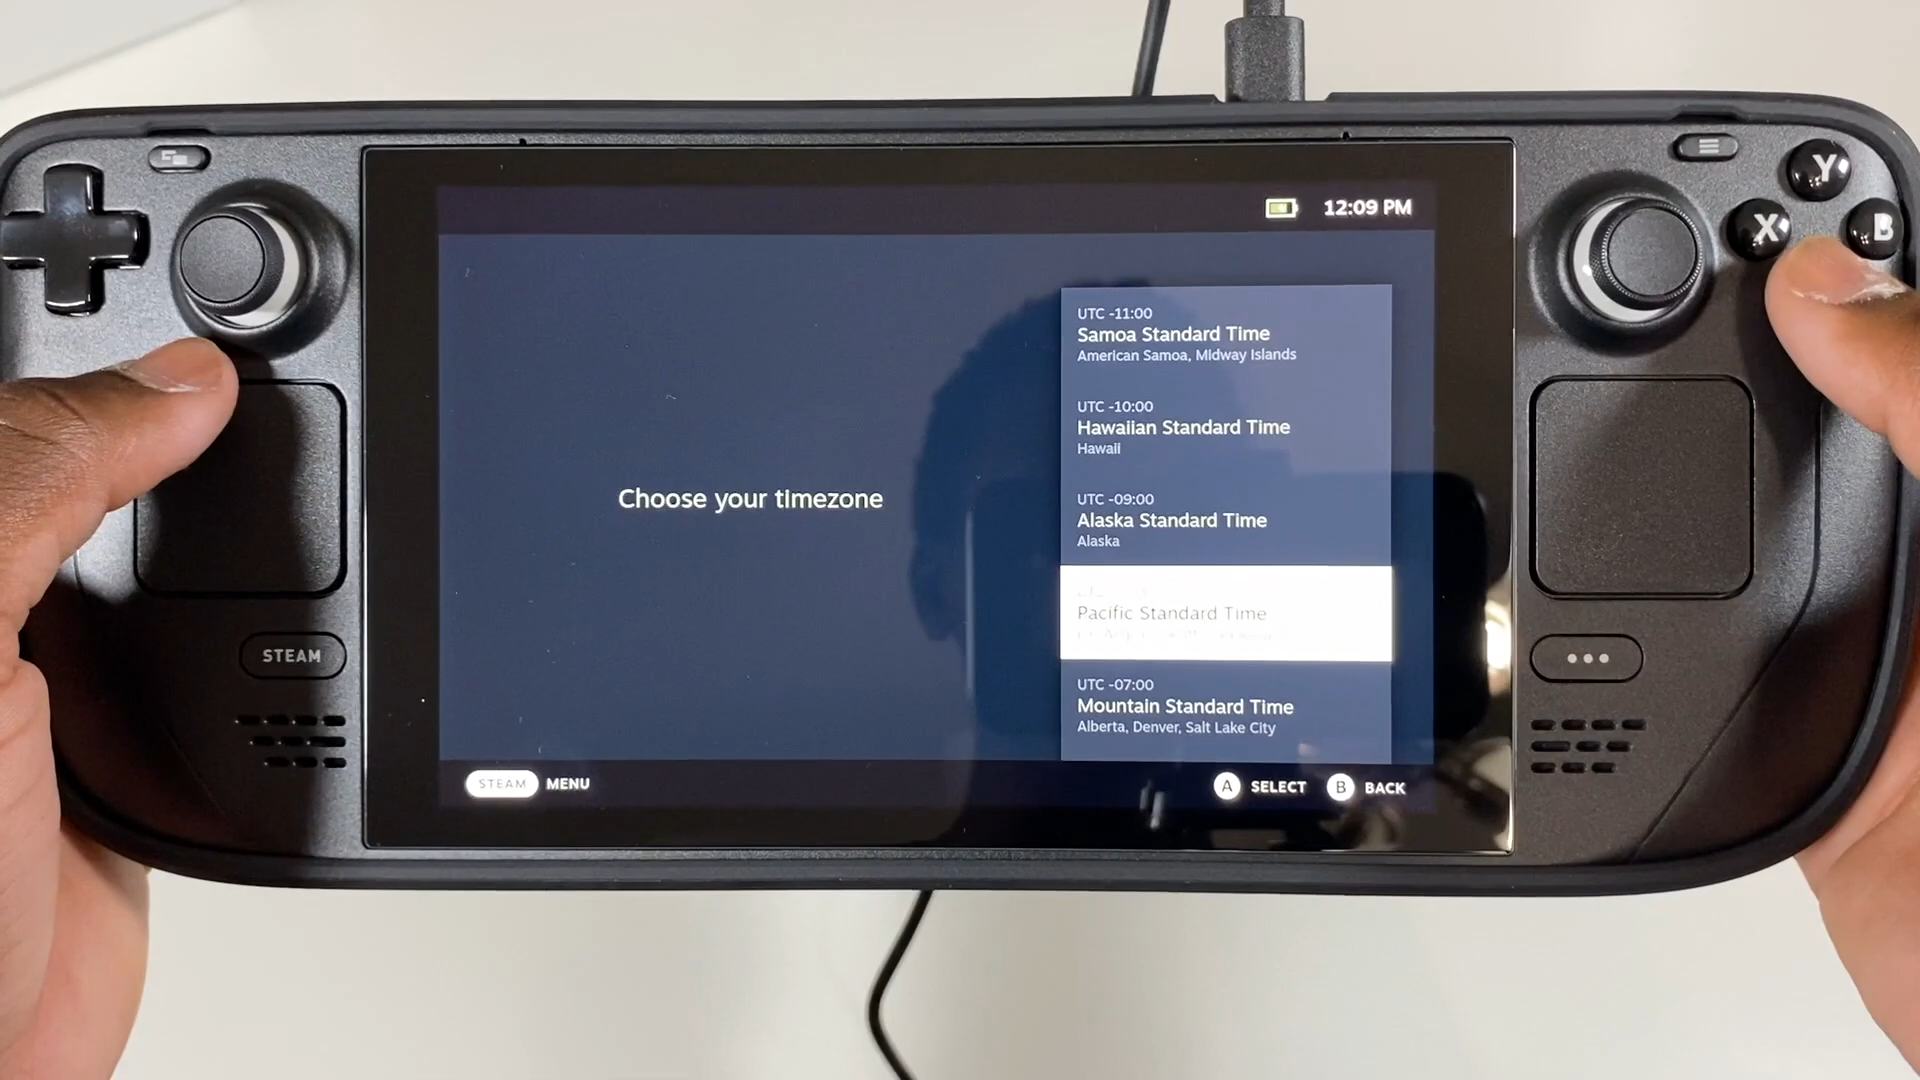 12:09 PM
Y
X
B
UTC -11:00
Samoa Standard Time
American Samoa, Midway Islands
UTC -10:00
Hawaiian Standard Time
Hawaii
Choose your timezone
UTC -09:00
Alaska Standard Time
Alaska
Pacific Standard Time
STEAM
UTC -07:00
Mountain Standard Time
Alberta, Denver, Salt Lake City
STEAM MENU
A SELECT B BACK